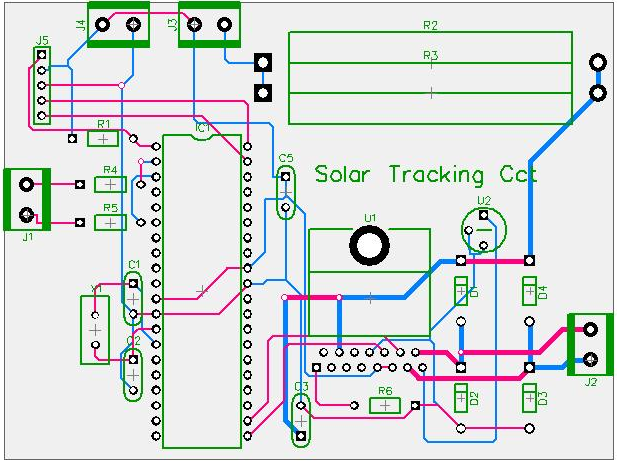 J4
J3
R2
J5
R3
R1
IC1
C5
R4
Solar Tracking Cct
U2
U1
R5
J1
C1
X1
D1
D4
C2
J2
C3
R6
D2
D3